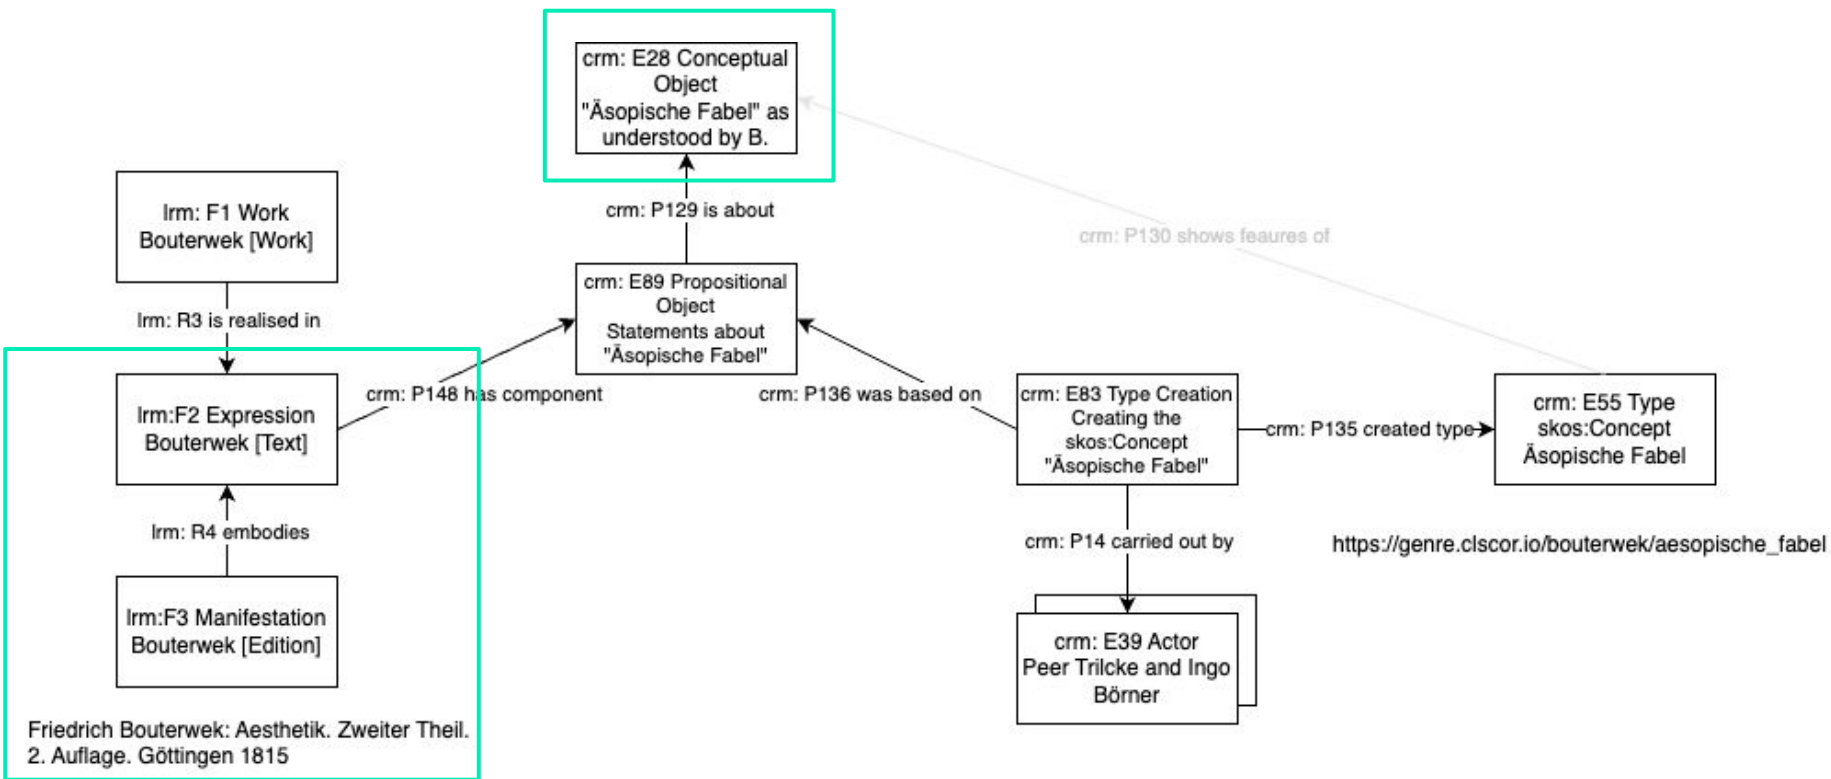 crm: E28 Conceptual
Object
"Äsopische Fabel" as
understood by B.
crm: P129 is about
crm: P130 shows feaures of
lrm: F1 Work
Bouterwek [Work]
lrm: R3 is realised in
crm: E89 Propositional
Object
Statements about
"Äsopische Fabel"
lrm:F2 Expression
Bouterwek [Text]
crm: P148 has component
crm: P136 was based on
crm: E83 Type Creation
Creating the
skos:Concept
"Äsopische Fabel"
crm: P135 created type
crm: E55 Type
skos:Concept
Äsopische Fabel
lrm: R4 embodies
crm: P14 carried out by
https://genre.clscor.io/bouterwek/aesopische_fabel
lrm:F3 Manifestation
Bouterwek [Edition]
crm: E39 Actor
Peer Trilcke and Ingo
Börner
Friedrich Bouterwek: Aesthetik. Zweiter Theil.
2. Auflage. Göttingen 1815